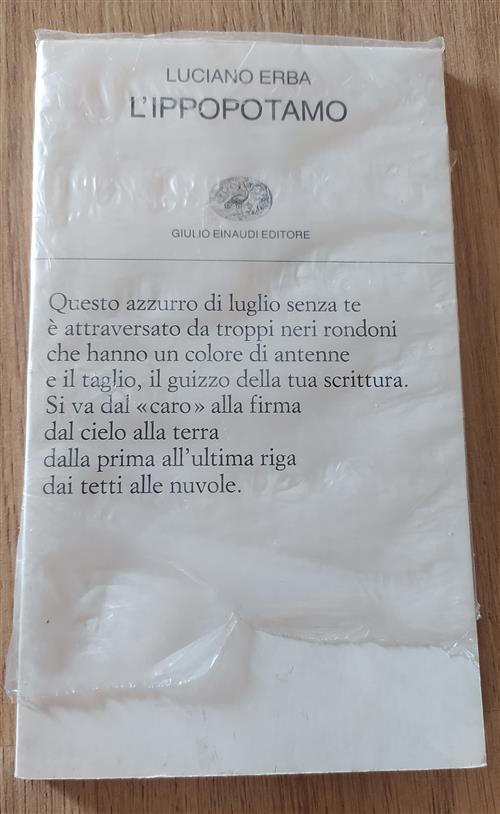 LUCIANO ERBA
L'IPPOPOTAMO
GIULIO EINAUDI EDITORE
Questo azzurro di luglio senza te
è attraversato da troppi neri rondoni
che hanno un colore di antenne
e il taglio, il guizzo della tua scrittura.
Si va dal «caro» alla firma
dal cielo alla terra
dalla prima all'ultima riga
dai tetti alle nuvole.